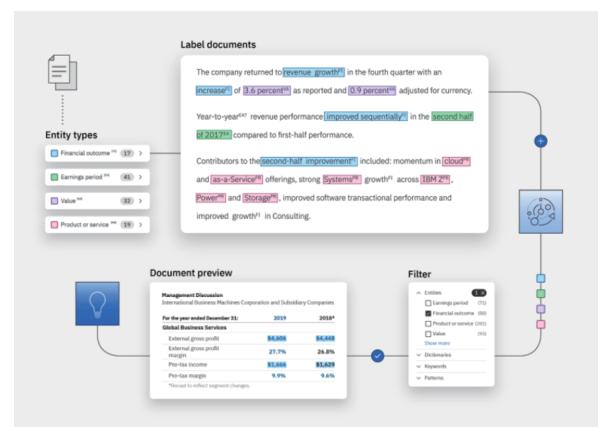 Label documents
The company returned to revenue growth in the fourth quarter with an
increase of 3.6 percent as reported and 0.9 percent adjusted for currency.
Year-to-year revenue performance improved sequentially in the second half
of 2017 compared to first-half performance.
Contributors to the second-half improvement included: momentum in cloud
and as-a-Service offerings, strong Systems growth across IBM Z,
Power and Storage, improved software transactional performance and
improved growth in Consulting.
Entity types
Financial outcome 17
Earnings period 41
Value 32
Product or service 19
Document preview
Management Discussion
International Business Machines Corporation and Subsidiary Companies
For the year ended December 31: 2019 2018*
Global Business Services
External gross profit $4,606 $4,448
External gross profit
margin 27.7% 26.8%
Pre-tax income $1,666 $1,629
Pre-tax margin 9.9% 9.6%
*Recast to reflect segment changes.
Filter
Entities 1 ×
Earnings period (71)
Financial outcome
Product or service
Value
Show more
Dictionaries
Keywords
Patterns